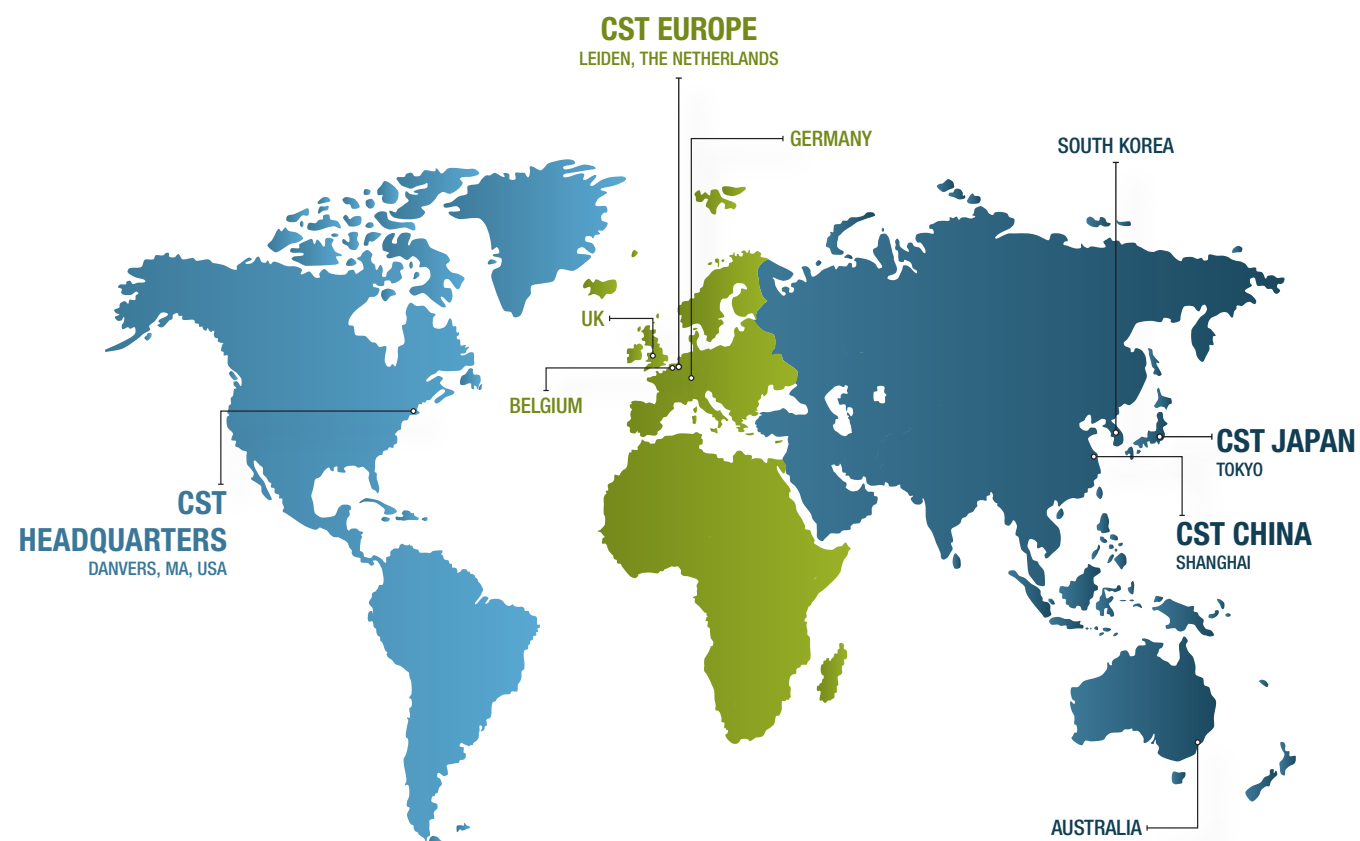 CST EUROPE
LEIDEN, THE NETHERLANDS
GERMANY
SOUTH KOREA
UK
BELGIUM
CST JAPAN
TOKYO
CST
HEADQUARTERS
DANVERS, MA, USA
CST CHINA
SHANGHAI
AUSTRALIA